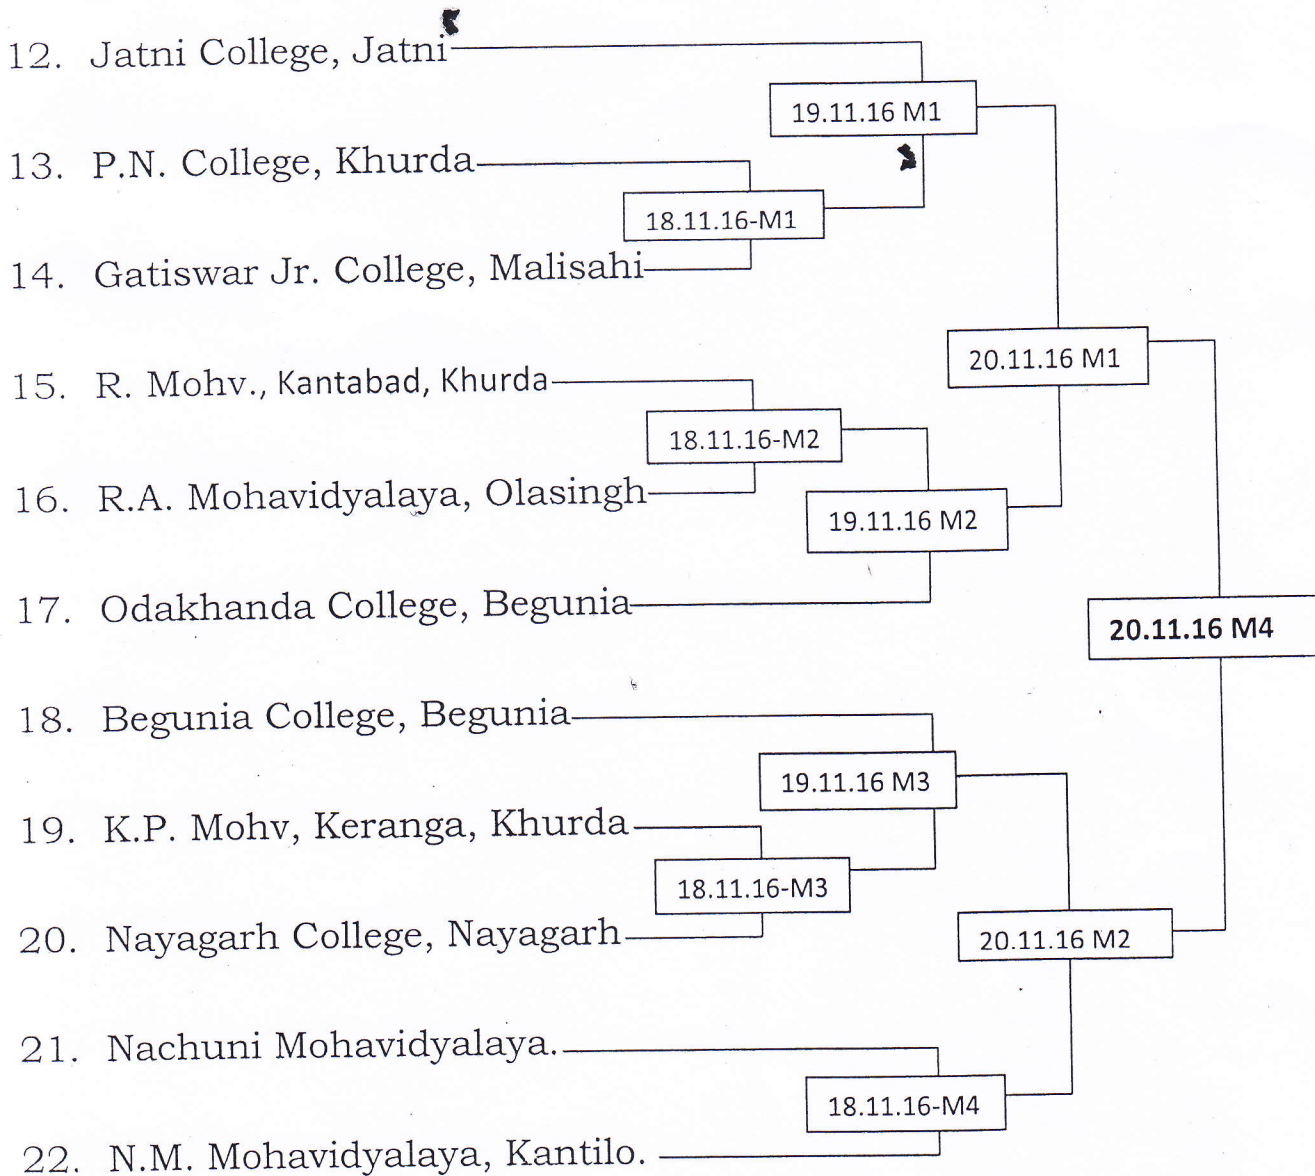 12. Jatni College, Jatni
19.11.16 M1
13. P.N. College, Khurda
18.11.16-M1
14. Gatiswar Jr. College, Malisahi
20.11.16 M1
15. R. Mohv., Kantabad, Khurda
18.11.16-M2
16. R.A. Mohavidyalaya, Olasingh
19.11.16 M2
17. Odakhanda College, Begunia
20.11.16 M4
18. Begunia College, Begunia
19.11.16 M3
19. K.P. Mohv, Keranga, Khurda
18.11.16-M3
20. Nayagarh College, Nayagarh
20.11.16 M2
21. Nachuni Mohavidyalaya.
18.11.16-M4
22. N.M. Mohavidyalaya, Kantilo.